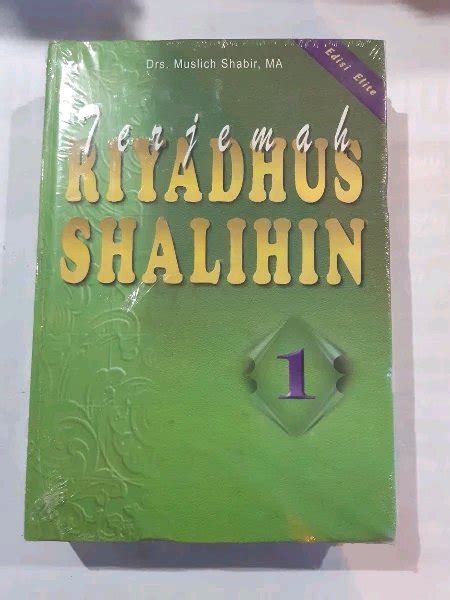 Drs. Muslich Shabir, MA
Edisi Elite
Terjemah
RIYADHUS
SHALIHIN
1